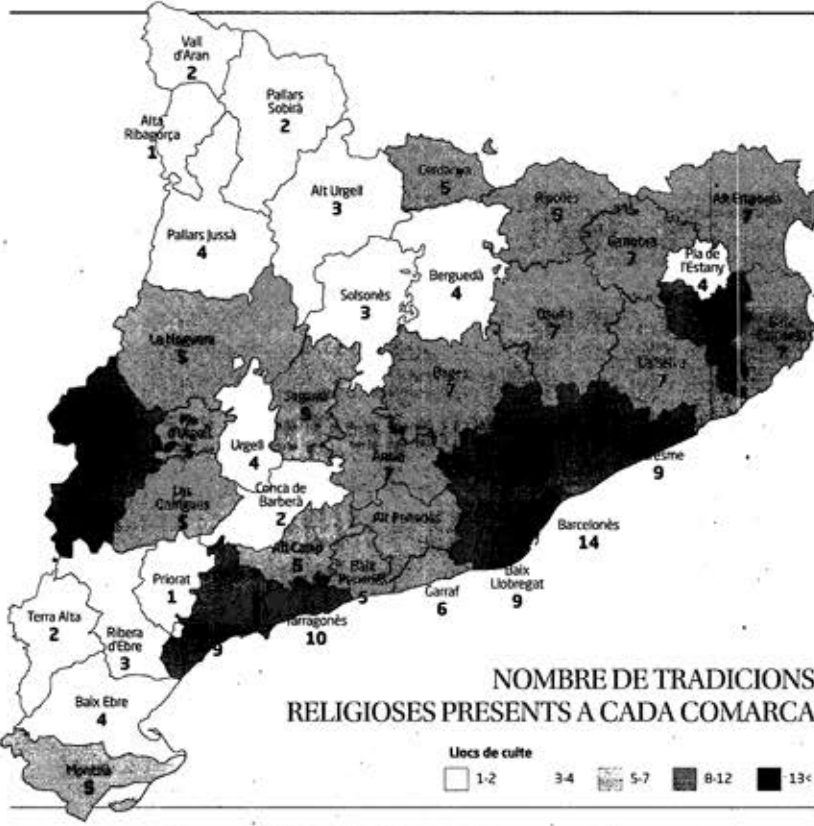 Vall
d'Aran
2
Pallars
Sobirà
2
Alta
Ribagorça
1
Cerdanya
5
Alt Urgell
3
Ripollès
5
Alt Empordà
7
Garrotxa
7
Pla de
l'Estany
4
Pallars Jussà
4
Berguedà
4
Solsonès
3
Osona
7
Baix
Empordà
7
La Noguera
5
Bages
7
La Selva
7
Segarra
5
Pla
d'Urgell
Urgell
4
Anoia
7
Conca de
Barberà
2
Les
Garrigues
5
Alt Penedès
9
Barcelonès
14
Alt Camp
5
Baix
Penedès
5
Baix
Llobregat
9
Garraf
6
Priorat
1
Tarragonès
10
9
Terra Alta
2
Ribera
d'Ebre
3
Baix Ebre
4
Montsià
5
NOMBRE DE TRADICIONS
RELIGIOSES PRESENTS A CADA COMARCA
Llocs de culte
1-2 3-4 5-7 8-12 13<